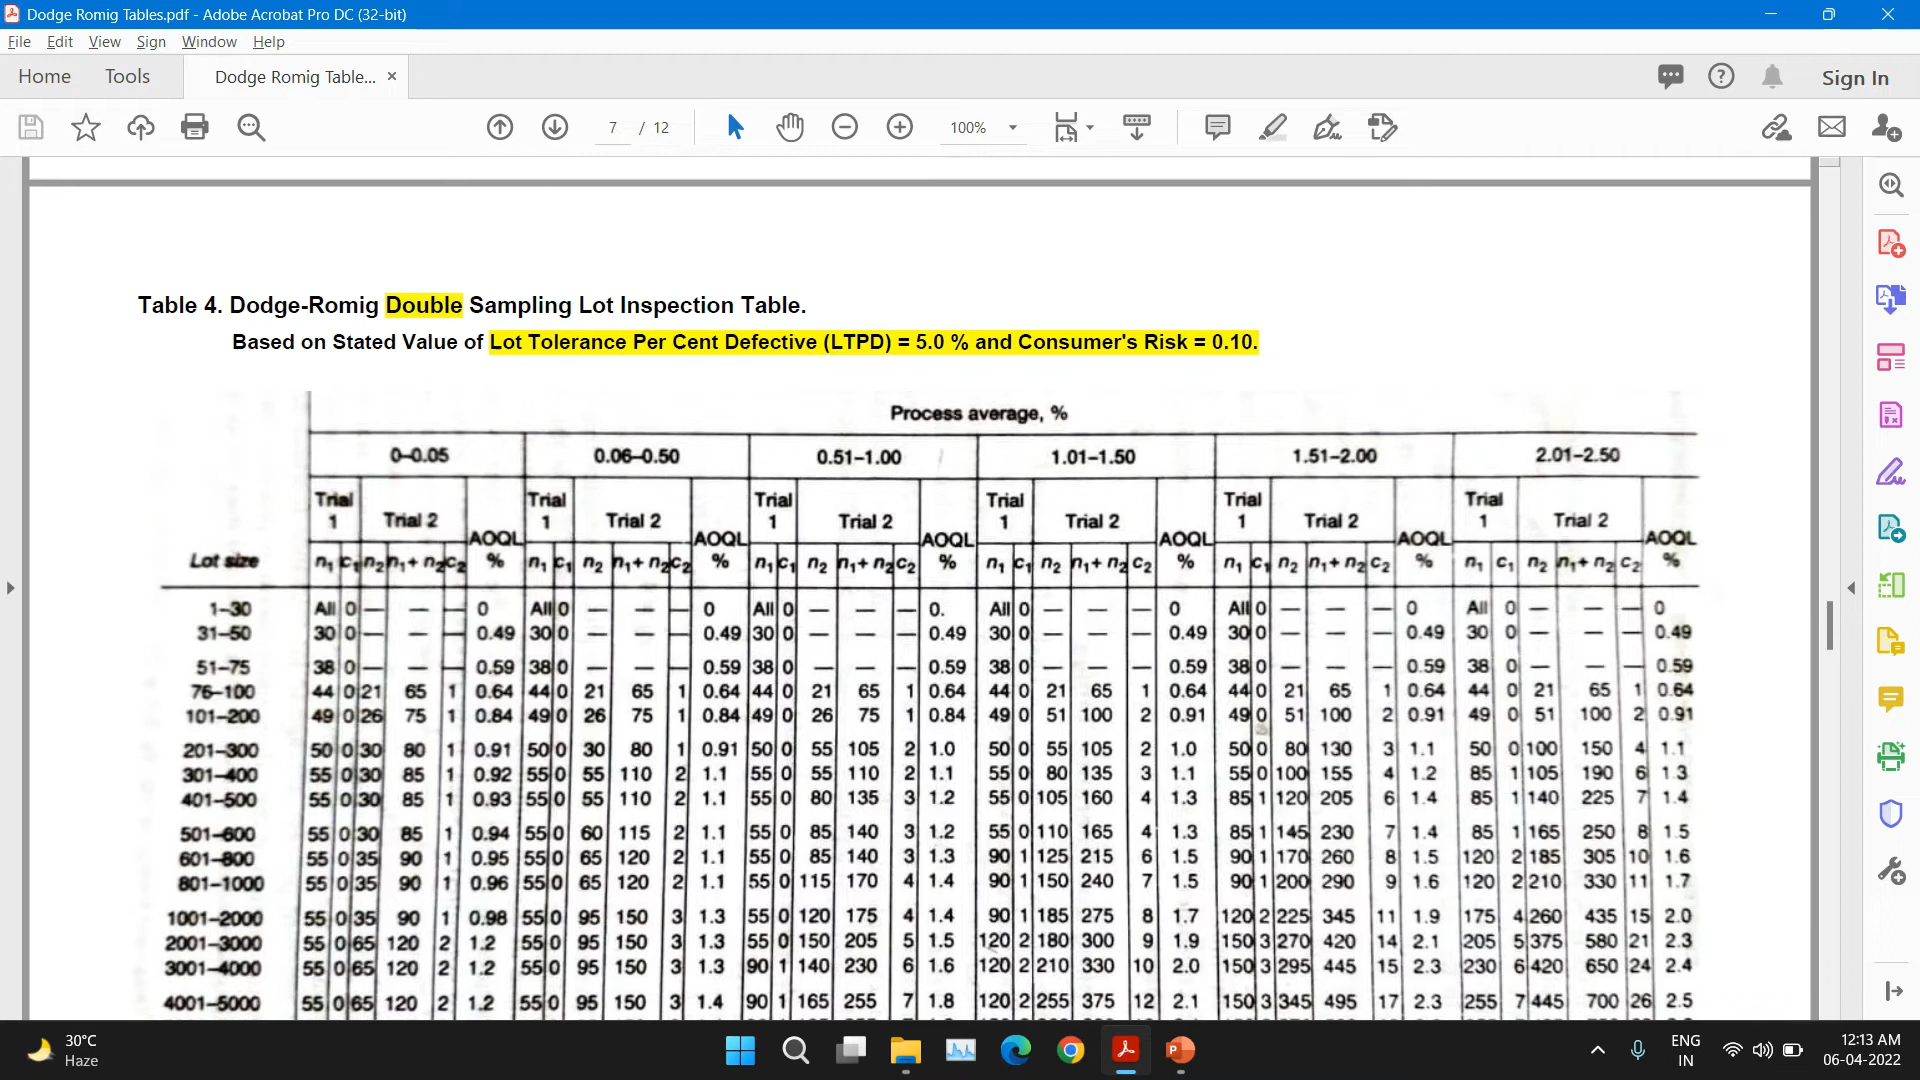 Dodge Romig Tables.pdf - Adobe Acrobat Pro DC (32-bit)
File Edit View Sign Window Help
Home Tools Dodge Romig Table... × Sign In
7 / 12 100%
Table 4. Dodge-Romig Double Sampling Lot Inspection Table.
Based on Stated Value of Lot Tolerance Per Cent Defective (LTPD) = 5.0 % and Consumer's Risk = 0.10.
Process average, %
0–0.05 0.06–0.50 0.51–1.00 1.01–1.50 1.51–2.00 2.01–2.50
Trial 1 Trial 2 AOQL % Trial 1 Trial 2 AOQL % Trial 1 Trial 2 AOQL % Trial 1 Trial 2 AOQL % Trial 1 Trial 2 AOQL % Trial 1 Trial 2 AOQL %
Lot size n₁ c₁ n₂ n₁+ n₂ c₂ n₁ c₁ n₂ n₁+ n₂ c₂ n₁ c₁ n₂ n₁+ n₂ c₂ n₁ c₁ n₂ n₁+ n₂ c₂ n₁ c₁ n₂ n₁+ n₂ c₂ n₁ c₁ n₂ n₁+ n₂ c₂
1–30 All 0 — — — 0 All 0 — — — 0 All 0 — — — 0. All 0 — — — 0 All 0 — — — 0 All 0 — — — 0
31–50 30 0 — — — 0.49 30 0 — — — 0.49 30 0 — — — 0.49 30 0 — — — 0.49 30 0 — — — 0.49 30 0 — — — 0.49
51–75 38 0 — — — 0.59 38 0 — — — 0.59 38 0 — — — 0.59 38 0 — — — 0.59 38 0 — — — 0.59 38 0 — — — 0.59
76–100 44 0 21 65 1 0.64 44 0 21 65 1 0.64 44 0 21 65 1 0.64 44 0 21 65 1 0.64 44 0 21 65 1 0.64 44 0 21 65 1 0.64
101–200 49 0 26 75 1 0.84 49 0 26 75 1 0.84 49 0 26 75 1 0.84 49 0 51 100 2 0.91 49 0 51 100 2 0.91 49 0 51 100 2 0.91
201–300 50 0 30 80 1 0.91 50 0 30 80 1 0.91 50 0 55 105 2 1.0 50 0 55 105 2 1.0 50 0 80 130 3 1.1 50 0 100 150 4 1.1
301–400 55 0 30 85 1 0.92 55 0 55 110 2 1.1 55 0 55 110 2 1.1 55 0 80 135 3 1.1 55 0 100 155 4 1.2 85 1 105 190 6 1.3
401–500 55 0 30 85 1 0.93 55 0 55 110 2 1.1 55 0 80 135 3 1.2 55 0 105 160 4 1.3 85 1 120 205 6 1.4 85 1 140 225 7 1.4
501–600 55 0 30 85 1 0.94 55 0 60 115 2 1.1 55 0 85 140 3 1.2 55 0 110 165 4 1.3 85 1 145 230 7 1.4 85 1 165 250 8 1.5
601–800 55 0 35 90 1 0.95 55 0 65 120 2 1.1 55 0 85 140 3 1.3 90 1 125 215 6 1.5 90 1 170 260 8 1.5 120 2 185 305 10 1.6
801–1000 55 0 35 90 1 0.96 55 0 65 120 2 1.1 55 0 115 170 4 1.4 90 1 150 240 7 1.5 90 1 200 290 9 1.6 120 2 210 330 11 1.7
1001–2000 55 0 35 90 1 0.98 55 0 95 150 3 1.3 55 0 120 175 4 1.4 90 1 185 275 8 1.7 120 2 225 345 11 1.9 175 4 260 435 15 2.0
2001–3000 55 0 65 120 2 1.2 55 0 95 150 3 1.3 55 0 150 205 5 1.5 120 2 180 300 9 1.9 150 3 270 420 14 2.1 205 5 375 580 21 2.3
3001–4000 55 0 65 120 2 1.2 55 0 95 150 3 1.3 90 1 140 230 6 1.6 120 2 210 330 10 2.0 150 3 295 445 15 2.3 230 6 420 650 24 2.4
4001–5000 55 0 65 120 2 1.2 55 0 95 150 3 1.4 90 1 165 255 7 1.8 120 2 255 375 12 2.1 150 3 345 495 17 2.3 255 7 445 700 26 2.5
30°C
Haze
ENG
IN
12:13 AM
06-04-2022